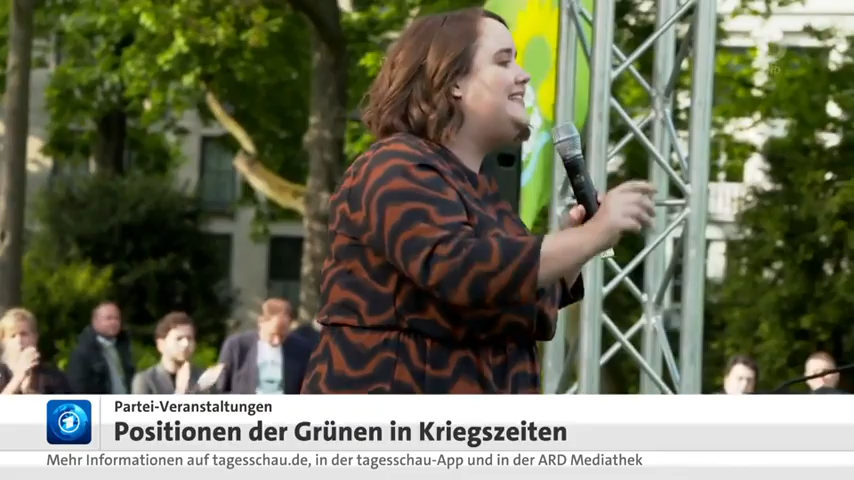 Partei-Veranstaltungen
Positionen der Grünen in Kriegszeiten
Mehr Informationen auf tagesschau.de, in der tagesschau-App und in der ARD Mediathek